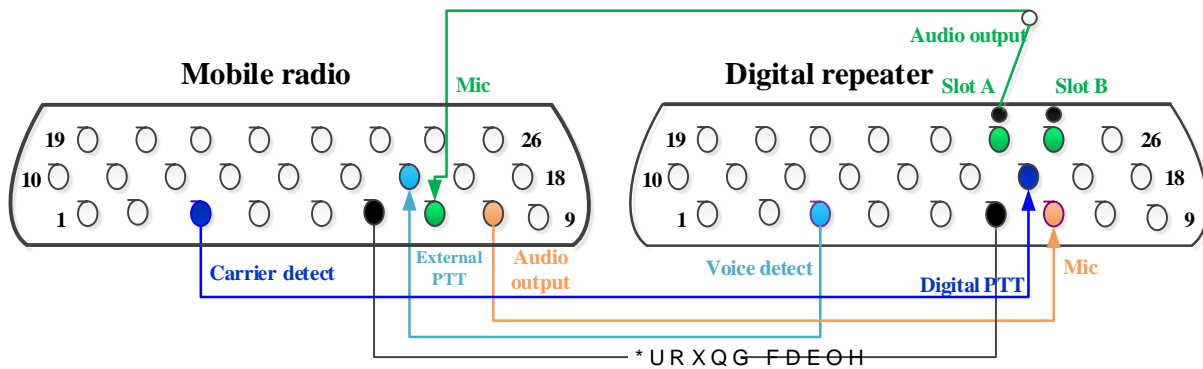 Audio output
Mobile radio
Digital repeater
Mic
Slot A
Slot B
19
26
19
26
10
18
10
18
1
9
1
9
Carrier detect
External
PTT
Audio
output
Voice detect
Digital PTT
Mic
*URXQG FDEOH